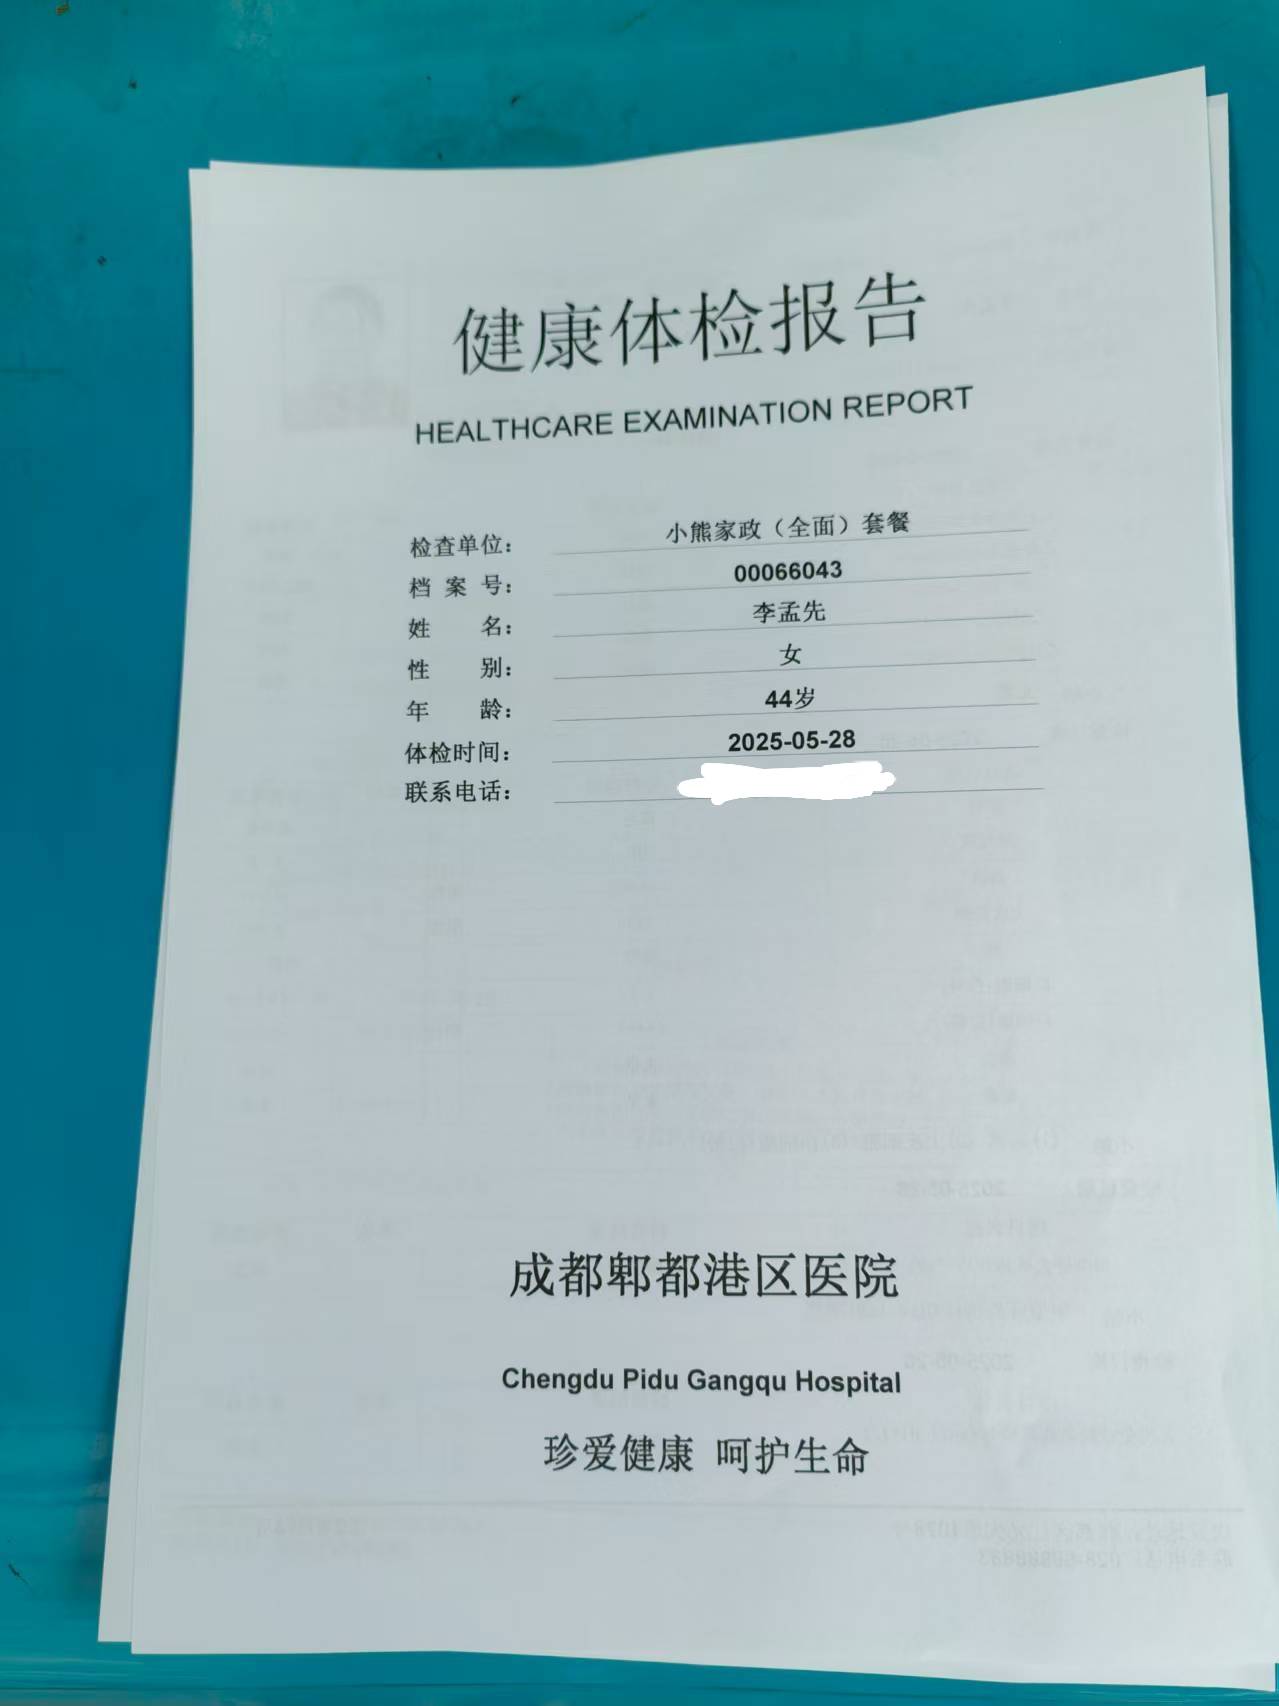 健康体检报告
HEALTHCARE EXAMINATION REPORT
检查单位： 小熊家政（全面）套餐
档案号： 00066043
姓名： 李孟先
性别： 女
年龄： 44岁
体检时间： 2025-05-28
联系电话：
成都郫都港区医院
Chengdu Pidu Gangqu Hospital
珍爱健康 呵护生命